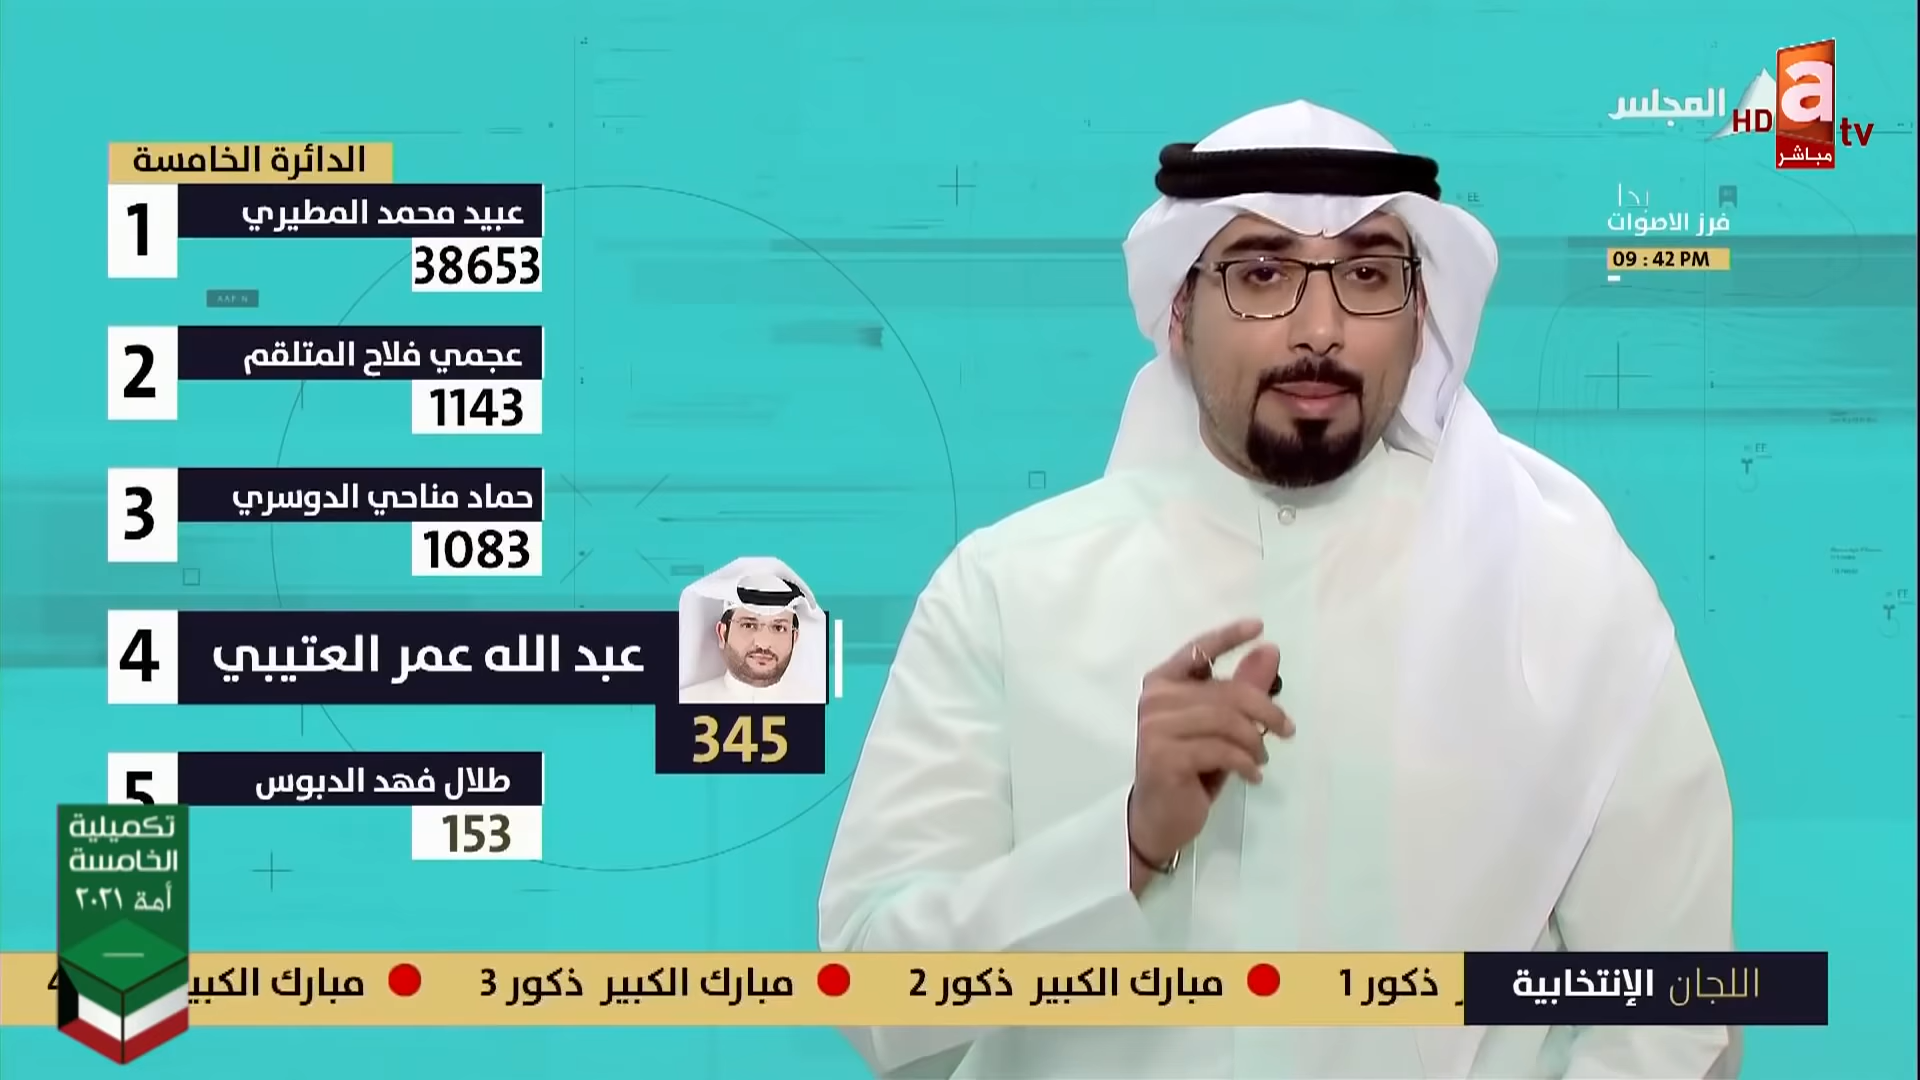 المجلس
HD
a
tv
مباشر
بدا
فرز الاصوات
09 : 42 PM
الدائرة الخامسة
1
عبيد محمد المطيري
38653
2
عجمي فلاح المتلقم
1143
3
حماد مناحي الدوسري
1083
4
عبد الله عمر العتيبي
345
5
طلال فهد الدبوس
153
تكميلية
الخامسة
أمة ٢٠٢١
اللجان الإنتخابية
ذكور 1 مبارك الكبير ذكور 2 مبارك الكبير ذكور 3 مبارك الكبير